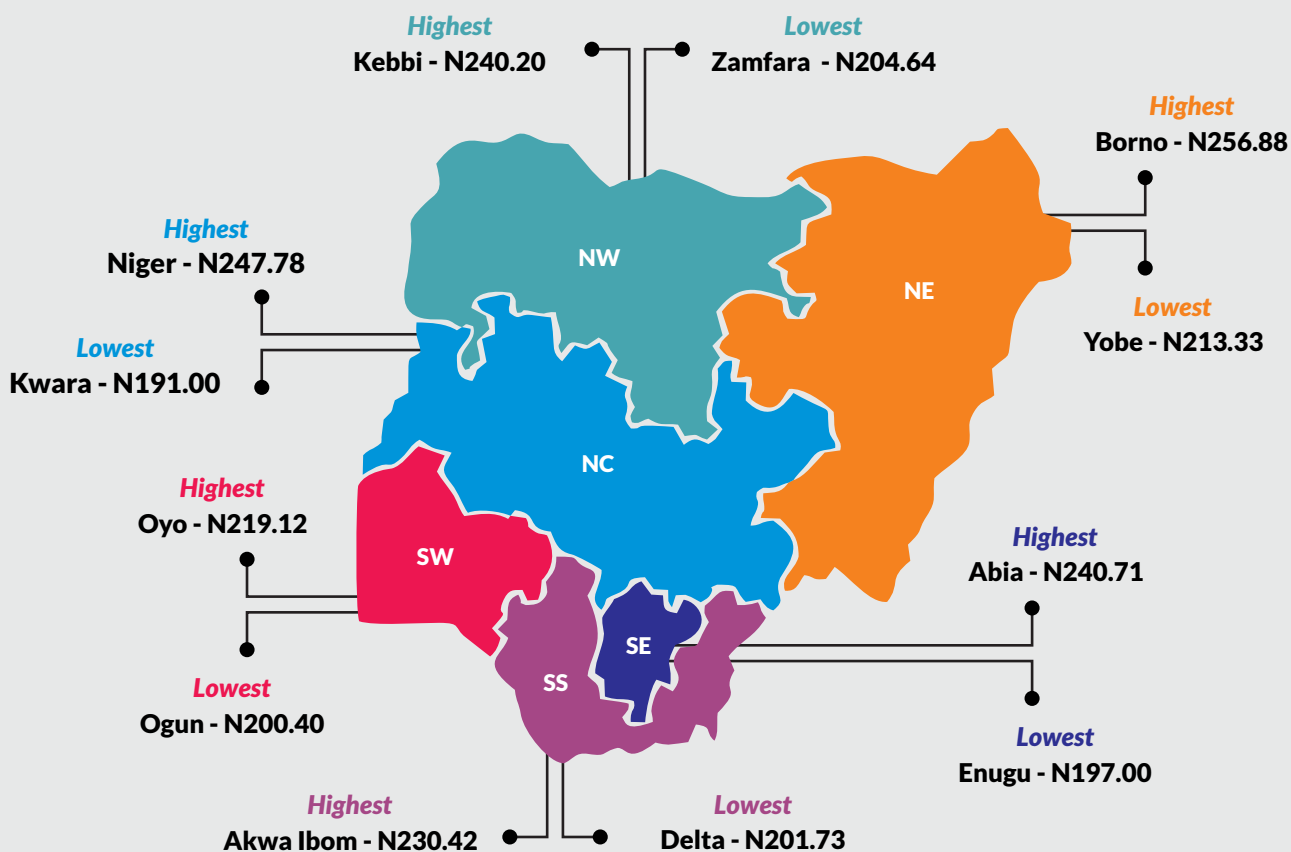 Highest
Kebbi - N240.20
Lowest
Zamfara - N204.64
Highest
Borno - N256.88
Lowest
Yobe - N213.33
Highest
Niger - N247.78
Lowest
Kwara - N191.00
NW
NE
NC
SW
SE
SS
Highest
Oyo - N219.12
Lowest
Ogun - N200.40
Highest
Abia - N240.71
Lowest
Enugu - N197.00
Highest
Akwa Ibom - N230.42
Lowest
Delta - N201.73